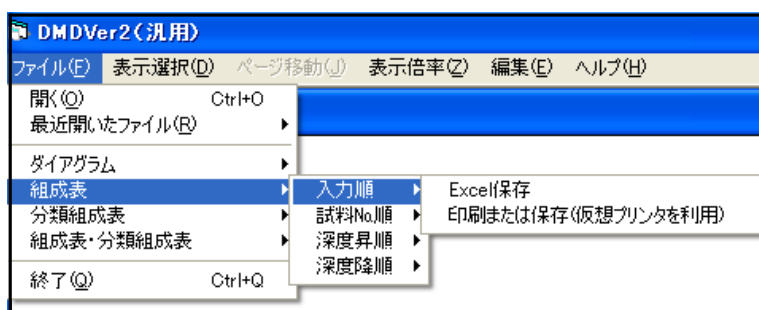 DMDVer2(汎用)
ファイル(F) 表示選択(D) ページ移動(J) 表示倍率(Z) 編集(E) ヘルプ(H)
開く(O) Ctrl+O
最近開いたファイル(R)
ダイアグラム
組成表 入力順 Excel保存
分類組成表 試料No.順 印刷または保存(仮想プリンタを利用)
組成表・分類組成表 深度昇順
深度降順
終了(Q) Ctrl+Q